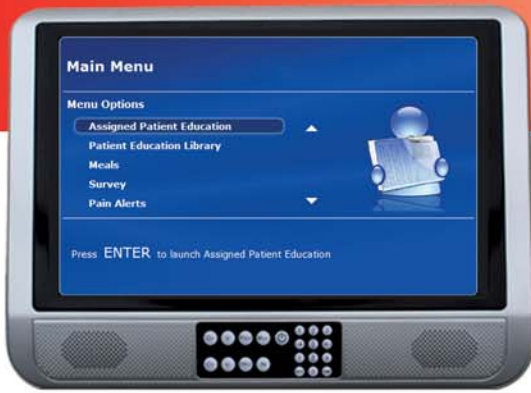 Main Menu
Menu Options
Assigned Patient Education
Patient Education Library
Meals
Survey
Pain Alerts
Press ENTER to launch Assigned Patient Education